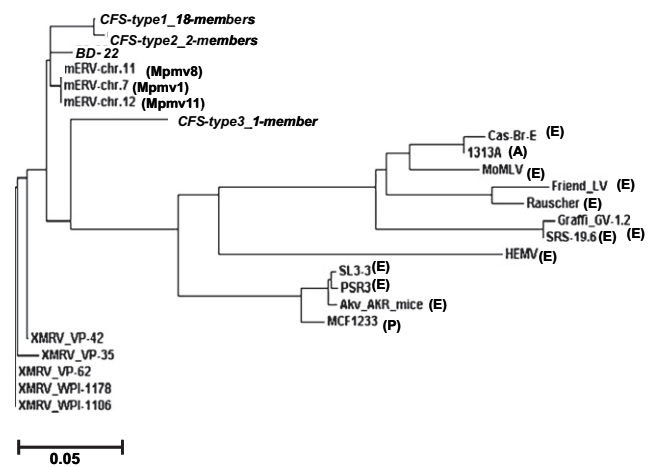 CFS-type1_18-members
CFS-type2_2-members
BD-22
mERV-chr.11 (Mpmv8)
mERV-chr.7 (Mpmv1)
mERV-chr.12 (Mpmv11)
CFS-type3_1-member
Cas-Br-E (E)
1313A (A)
MoMLV (E)
Friend_LV (E)
Rauscher (E)
Graffi_GV-1.2
SRS-19.6 (E) (E)
HEMV (E)
SL3-3 (E)
PSR3 (E)
Akv_AKR_mice (E)
MCF1233 (P)
XMRV_VP-42
XMRV_VP-35
XMRV_VP-62
XMRV_WPI-1178
XMRV_WPI-1106
0.05